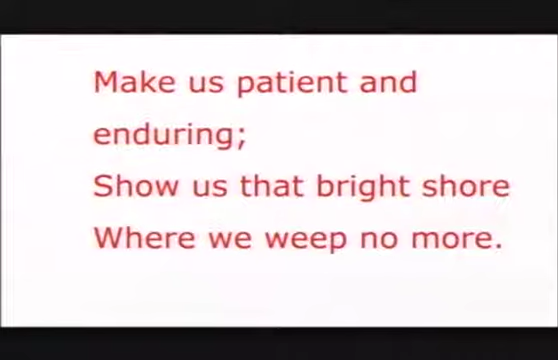 Make us patient and
enduring;
Show us that bright shore
Where we weep no more.